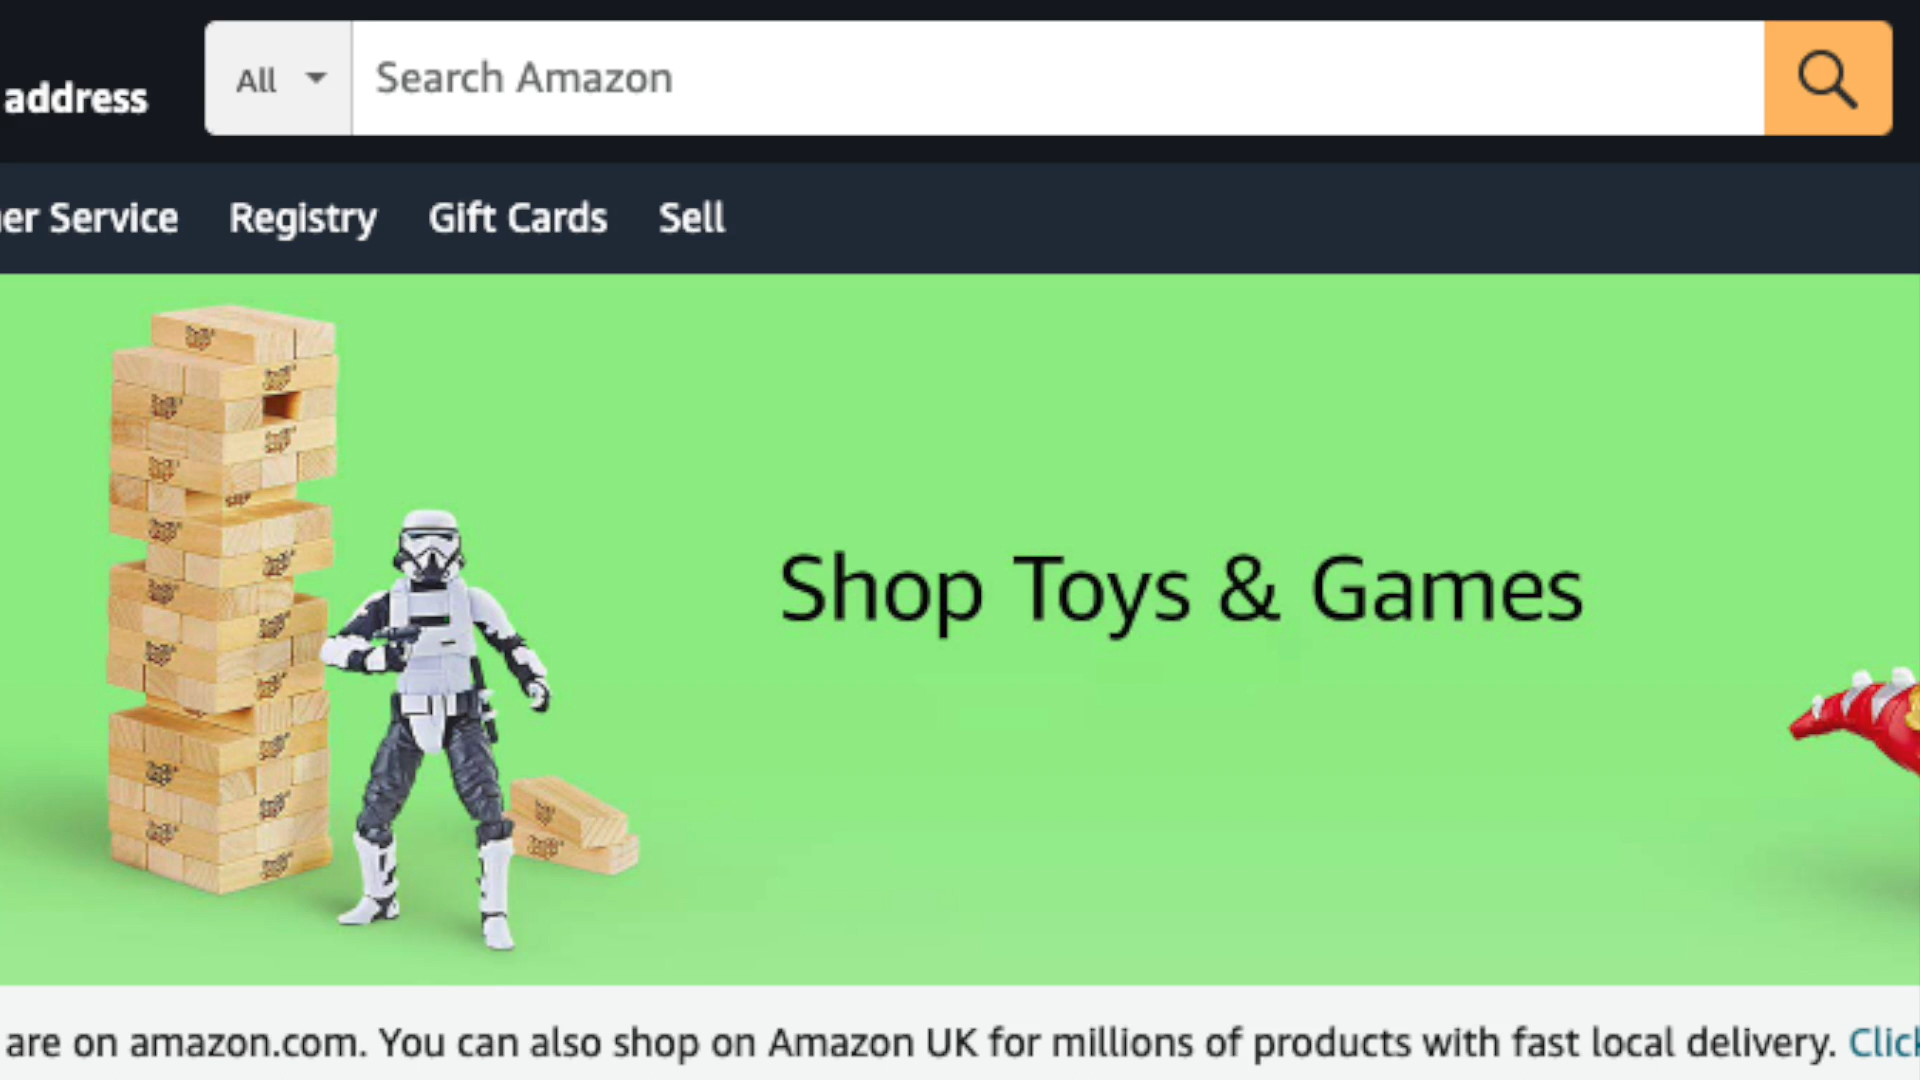 address
All
Search Amazon
er Service
Registry
Gift Cards
Sell
Shop Toys & Games
are on amazon.com. You can also shop on Amazon UK for millions of products with fast local delivery. Click